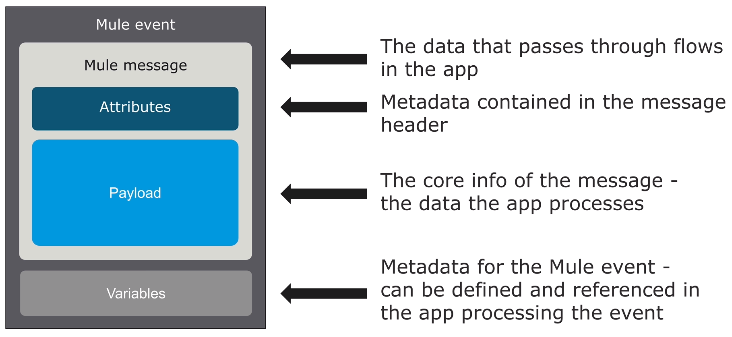 Mule event
Mule message
The data that passes through flows
in the app
Attributes
Metadata contained in the message
header
Payload
The core info of the message -
the data the app processes
Variables
Metadata for the Mule event -
can be defined and referenced in
the app processing the event